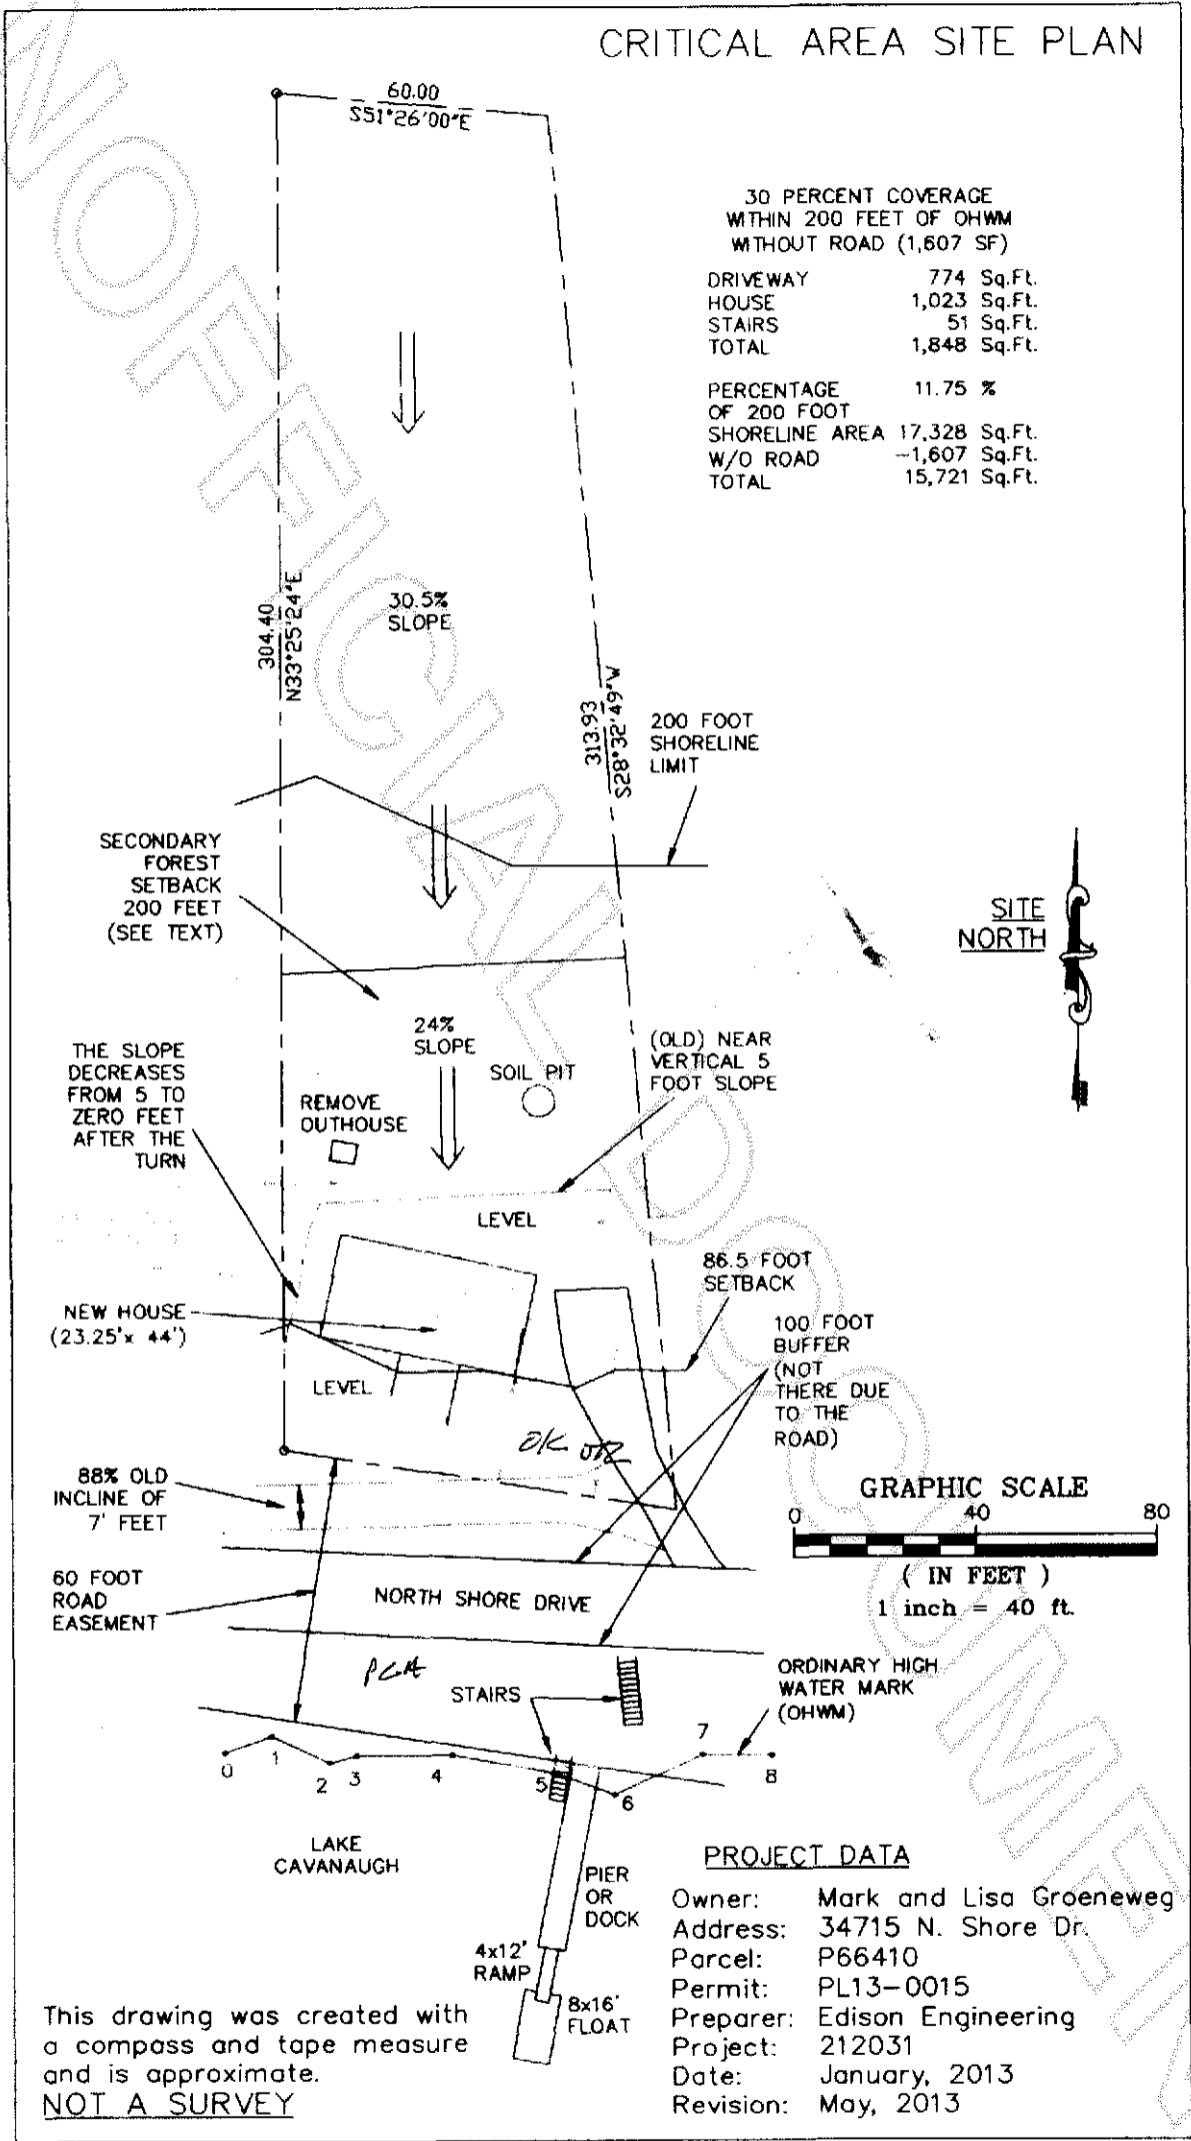 CRITICAL AREA SITE PLAN
60.00
S51°26'00"E
30 PERCENT COVERAGE
WITHIN 200 FEET OF OHWM
WITHOUT ROAD (1,607 SF)
DRIVEWAY 774 Sq.Ft.
HOUSE 1,023 Sq.Ft.
STAIRS 51 Sq.Ft.
TOTAL 1,848 Sq.Ft.
PERCENTAGE 11.75 %
OF 200 FOOT
SHORELINE AREA 17,328 Sq.Ft.
W/O ROAD -1,607 Sq.Ft.
TOTAL 15,721 Sq.Ft.
304.40
N33°25'24"E
30.5%
SLOPE
313.93
S28°32'49"W
200 FOOT
SHORELINE
LIMIT
SECONDARY
FOREST
SETBACK
200 FEET
(SEE TEXT)
SITE
NORTH
THE SLOPE
DECREASES
FROM 5 TO
ZERO FEET
AFTER THE
TURN
24%
SLOPE
SOIL PIT
(OLD) NEAR
VERTICAL 5
FOOT SLOPE
REMOVE
OUTHOUSE
LEVEL
86.5 FOOT
SETBACK
NEW HOUSE
(23.25'x 44')
100 FOOT
BUFFER
(NOT
THERE DUE
TO THE
ROAD)
LEVEL
OK
88% OLD
INCLINE OF
7' FEET
GRAPHIC SCALE
0 40 80
( IN FEET )
1 inch = 40 ft.
60 FOOT
ROAD
EASEMENT
NORTH SHORE DRIVE
PCA
STAIRS
ORDINARY HIGH
WATER MARK
(OHWM)
0 1 2 3 4 5 6 7 8
LAKE
CAVANAUGH
PIER
OR
DOCK
4x12'
RAMP
8x16'
FLOAT
PROJECT DATA
Owner: Mark and Lisa Groeneweg
Address: 34715 N. Shore Dr.
Parcel: P66410
Permit: PL13-0015
Preparer: Edison Engineering
Project: 212031
Date: January, 2013
Revision: May, 2013
This drawing was created with
a compass and tape measure
and is approximate.
NOT A SURVEY
UNOFFICIAL DOCUMENT